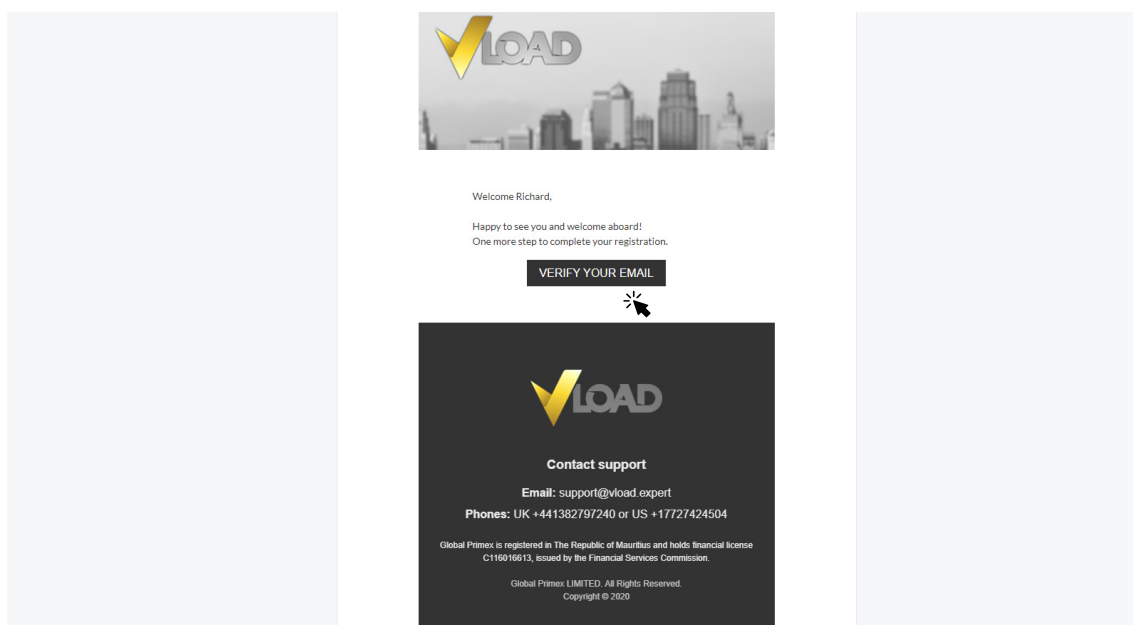 VLOAD
Welcome Richard,
Happy to see you and welcome aboard!
One more step to complete your registration.
VERIFY YOUR EMAIL
VLOAD
Contact support
Email: support@vload.expert
Phones: UK +441382797240 or US +17727424504
Global Primex is registered in The Republic of Mauritius and holds financial license
C116016613, issued by the Financial Services Commission.
Global Primex LIMITED. All Rights Reserved.
Copyright © 2020